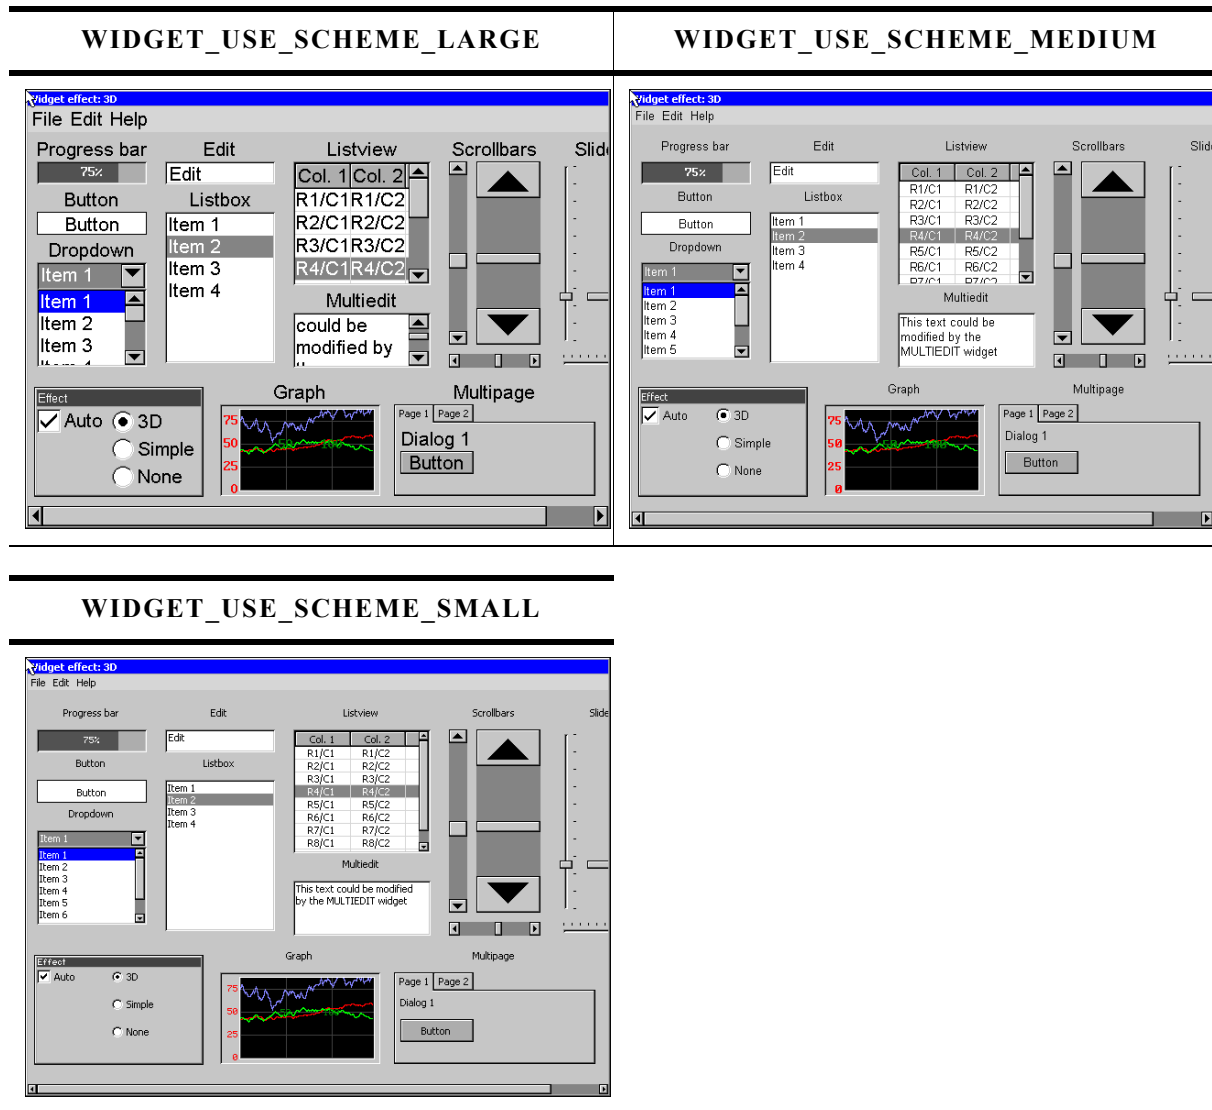 WIDGET_USE_SCHEME_LARGE
WIDGET_USE_SCHEME_MEDIUM
Widget effect: 3D
File Edit Help
Progress bar
Edit
Listview
Scrollbars
Slide
75%
Edit
Col. 1 Col. 2
Button
Listbox
R1/C1 R1/C2
Button
Item 1
R2/C1 R2/C2
Dropdown
Item 2
R3/C1 R3/C2
Item 1
Item 3
R4/C1 R4/C2
Item 1
Item 4
Multiedit
Item 2
could be
Item 3
modified by
Effect
Graph
Multipage
Auto
3D
Simple
None
75
50
25
0
50 100
Page 1 Page 2
Dialog 1
Button
Widget effect: 3D
File Edit Help
Progress bar
Edit
Listview
Scrollbars
Slid
75%
Edit
Col. 1 Col. 2
Button
Listbox
R1/C1 R1/C2
R2/C1 R2/C2
Button
Item 1
R3/C1 R3/C2
Item 2
R4/C1 R4/C2
Dropdown
Item 3
R5/C1 R5/C2
Item 1
Item 4
R6/C1 R6/C2
R7/C1 R7/C2
Item 1
Multiedit
Item 2
Item 3
This text could be
Item 4
modified by the
Item 5
MULTIEDIT widget
Effect
Graph
Multipage
Auto
3D
Simple
None
75
50
25
0
50 100
Page 1 Page 2
Dialog 1
Button
WIDGET_USE_SCHEME_SMALL
Widget effect: 3D
File Edit Help
Progress bar
Edit
Listview
Scrollbars
Slide
75%
Edit
Col. 1 Col. 2
R1/C1 R1/C2
Button
Listbox
R2/C1 R2/C2
R3/C1 R3/C2
Button
Item 1
R4/C1 R4/C2
Item 2
R5/C1 R5/C2
Dropdown
Item 3
R6/C1 R6/C2
Item 4
R7/C1 R7/C2
Item 1
R8/C1 R8/C2
Item 1
Multiedit
Item 2
Item 3
Item 4
This text could be modified
Item 5
by the MULTIEDIT widget
Item 6
Effect
Graph
Multipage
Auto
3D
Simple
None
75
50
25
0
50 100
Page 1 Page 2
Dialog 1
Button